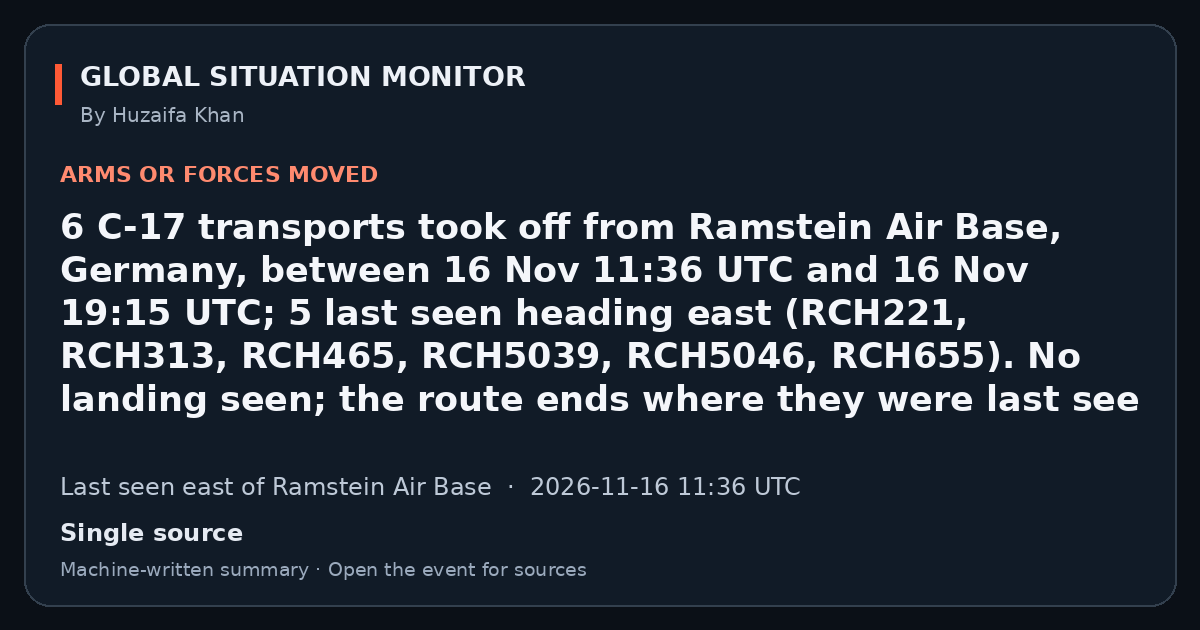 GLOBAL SITUATION MONITOR
By Huzaifa Khan
ARMS OR FORCES MOVED
6 C-17 transports took off from Ramstein Air Base,
Germany, between 16 Nov 11:36 UTC and 16 Nov
19:15 UTC; 5 last seen heading east (RCH221,
RCH313, RCH465, RCH5039, RCH5046, RCH655). No
landing seen; the route ends where they were last see
Last seen east of Ramstein Air Base · 2026-11-16 11:36 UTC
Single source
Machine-written summary · Open the event for sources